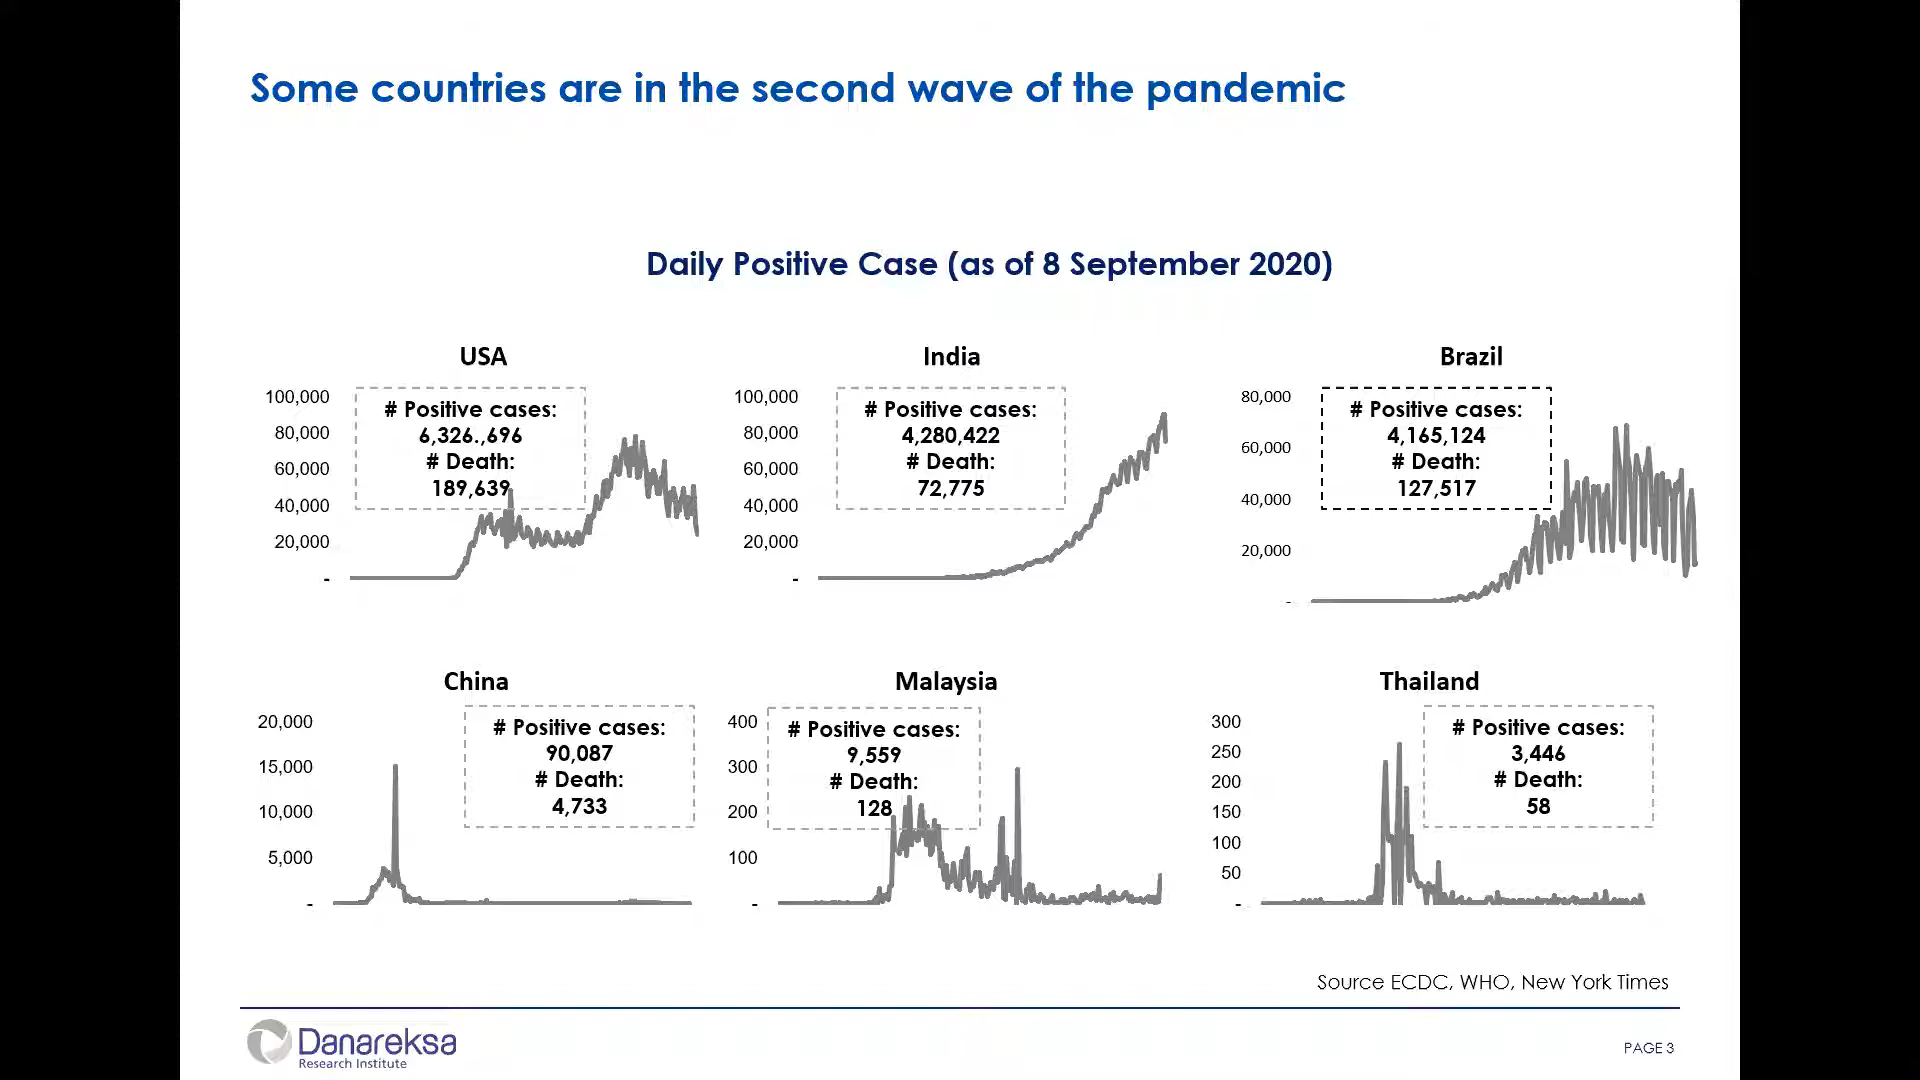 Some countries are in the second wave of the pandemic
Daily Positive Case (as of 8 September 2020)
USA
100,000
80,000
60,000
40,000
20,000
-
# Positive cases:
6,326.,696
# Death:
189,639
India
100,000
80,000
60,000
40,000
20,000
-
# Positive cases:
4,280,422
# Death:
72,775
Brazil
80,000
60,000
40,000
20,000
-
# Positive cases:
4,165,124
# Death:
127,517
China
20,000
15,000
10,000
5,000
-
# Positive cases:
90,087
# Death:
4,733
Malaysia
400
300
200
100
-
# Positive cases:
9,559
# Death:
128
Thailand
300
250
200
150
100
50
-
# Positive cases:
3,446
# Death:
58
Source ECDC, WHO, New York Times
Danareksa
Research Institute
PAGE 3